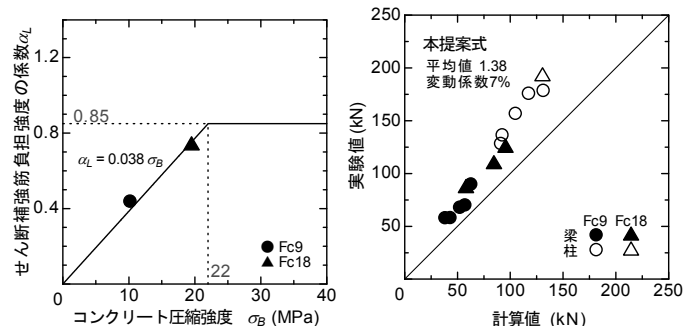 せん断補強筋負担強度の係数αL
1.2
0.85
0.8
αL = 0.038 σB
0.4
Fc9
Fc18
22
0 10 20 30 40
コンクリート圧縮強度 σB (MPa)
実験値(kN)
250
200
150
100
50
本提案式
平均値 1.38
変動係数7%
Fc9 Fc18
梁
柱
0 50 100 150 200 250
計算値 (kN)